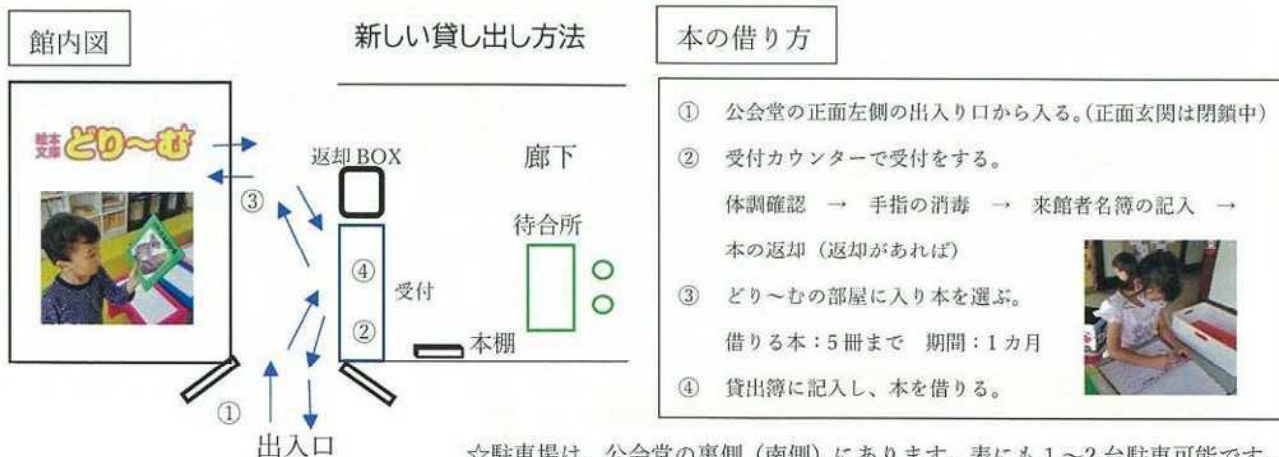 館内図
新しい貸し出し方法
絵本文庫 どり~む
③
返却 BOX
廊下
待合所
④
受付
②
本棚
①
出入口
本の借り方
① 公会堂の正面左側の出入り口から入る。(正面玄関は閉鎖中)
② 受付カウンターで受付をする。
体調確認 → 手指の消毒 → 来館者名簿の記入 →
本の返却(返却があれば)
③ どり~むの部屋に入り本を選ぶ。
借りる本:5冊まで 期間:1カ月
④ 貸出簿に記入し、本を借りる。
☆駐車場は、公会堂の裏側(南側)にあります。表にも1~2台駐車可能です。